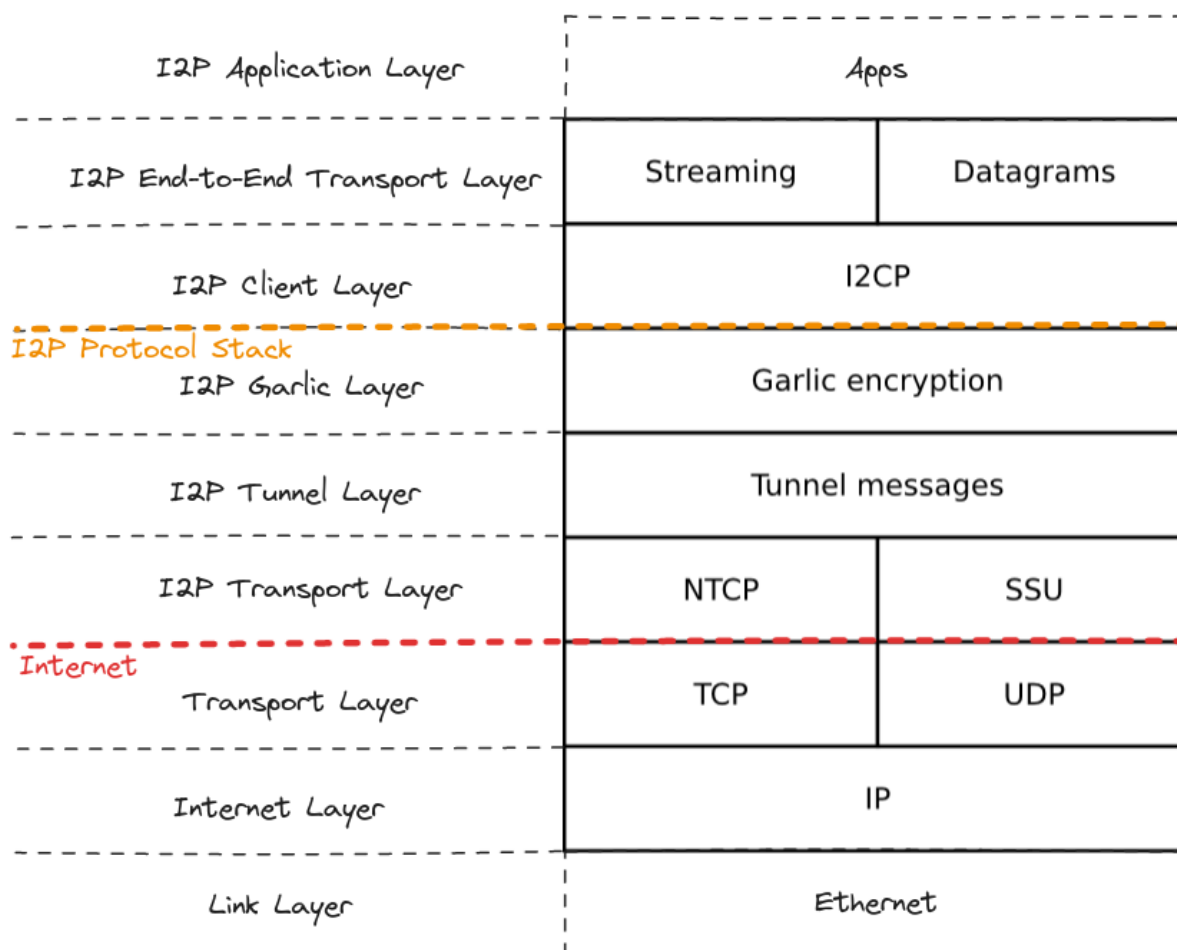 I2P Application Layer
Apps
I2P End-to-End Transport Layer
Streaming
Datagrams
I2P Client Layer
I2CP
I2P Protocol Stack
I2P Garlic Layer
Garlic encryption
I2P Tunnel Layer
Tunnel messages
I2P Transport Layer
NTCP
SSU
Internet
Transport Layer
TCP
UDP
Internet Layer
IP
Link Layer
Ethernet